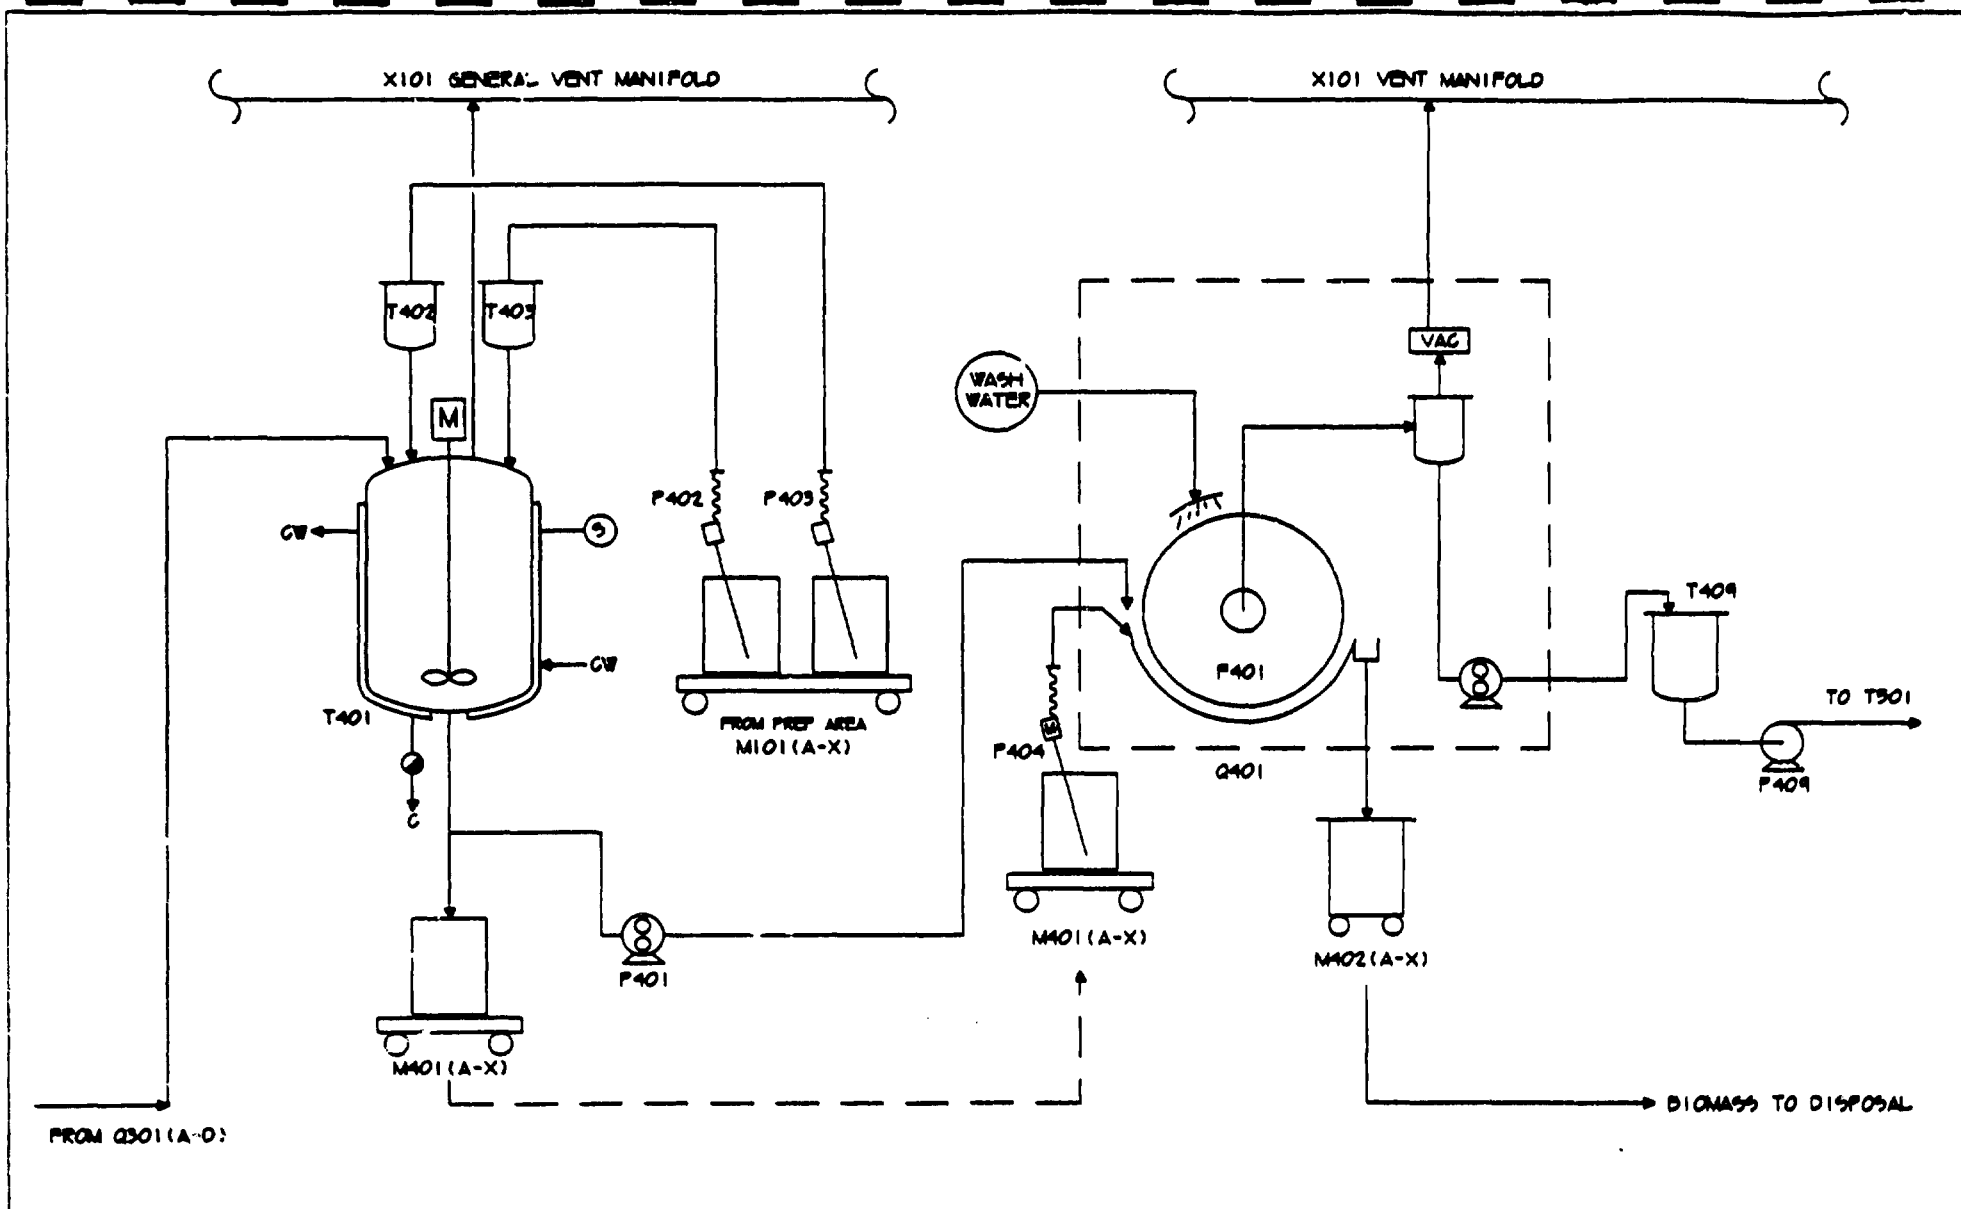 X101 GENERAL VENT MANIFOLD
X101 VENT MANIFOLD
T402
T403
VAC
WASH
WATER
M
P402
P403
CW
S
T409
CW
F401
T401
FROM PREP AREA
M101(A-X)
TO T501
P404
Q401
P409
C
M401(A-X)
M402(A-X)
P401
M401(A-X)
BIOMASS TO DISPOSAL
FROM Q301(A-D)